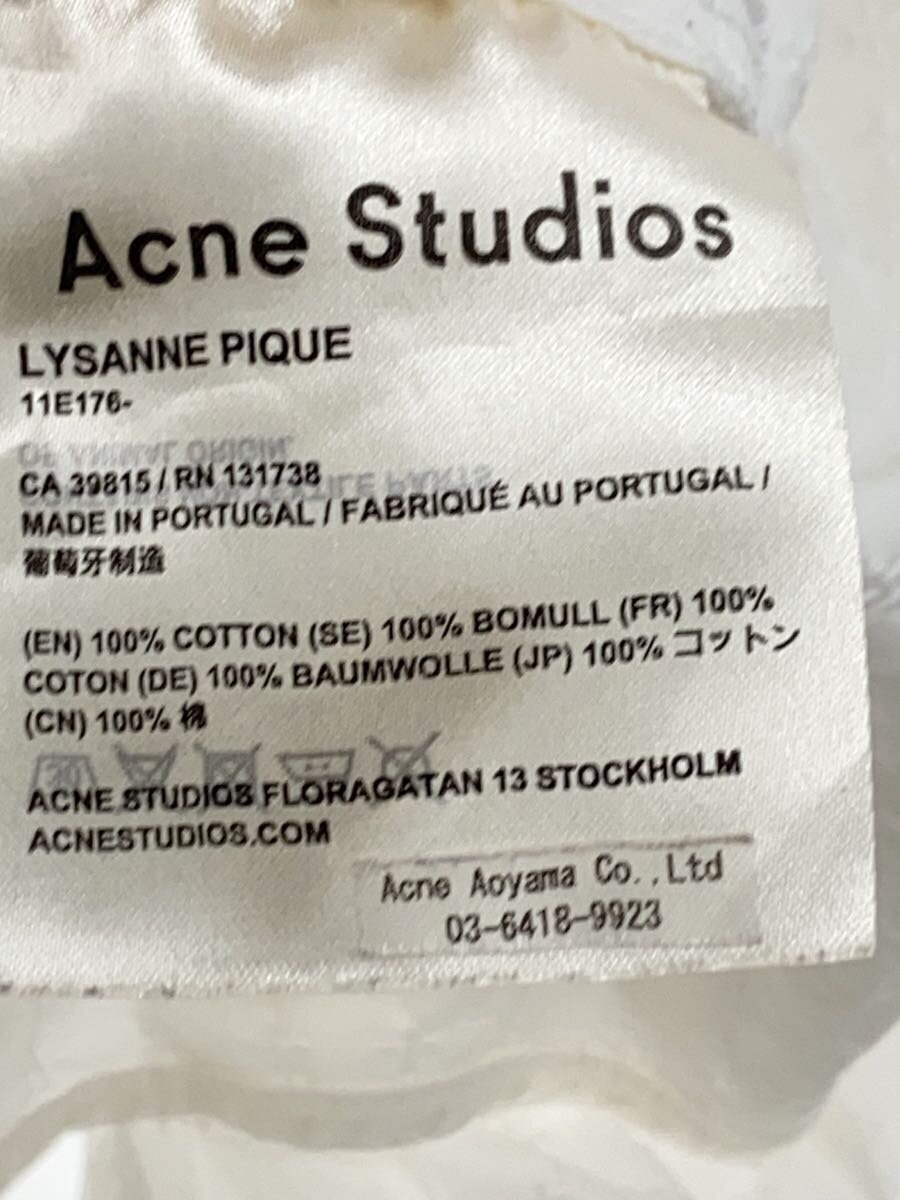 Acne Studios
LYSANNE PIQUE
11E176-
CA 39815 / RN 131738
MADE IN PORTUGAL / FABRIQUÉ AU PORTUGAL /
葡萄牙制造
(EN) 100% COTTON (SE) 100% BOMULL (FR) 100%
COTON (DE) 100% BAUMWOLLE (JP) 100% コットン
(CN) 100% 棉
ACNE STUDIOS FLORAGATAN 13 STOCKHOLM
ACNESTUDIOS.COM
Acne Aoyama Co.,Ltd
03-6418-9923